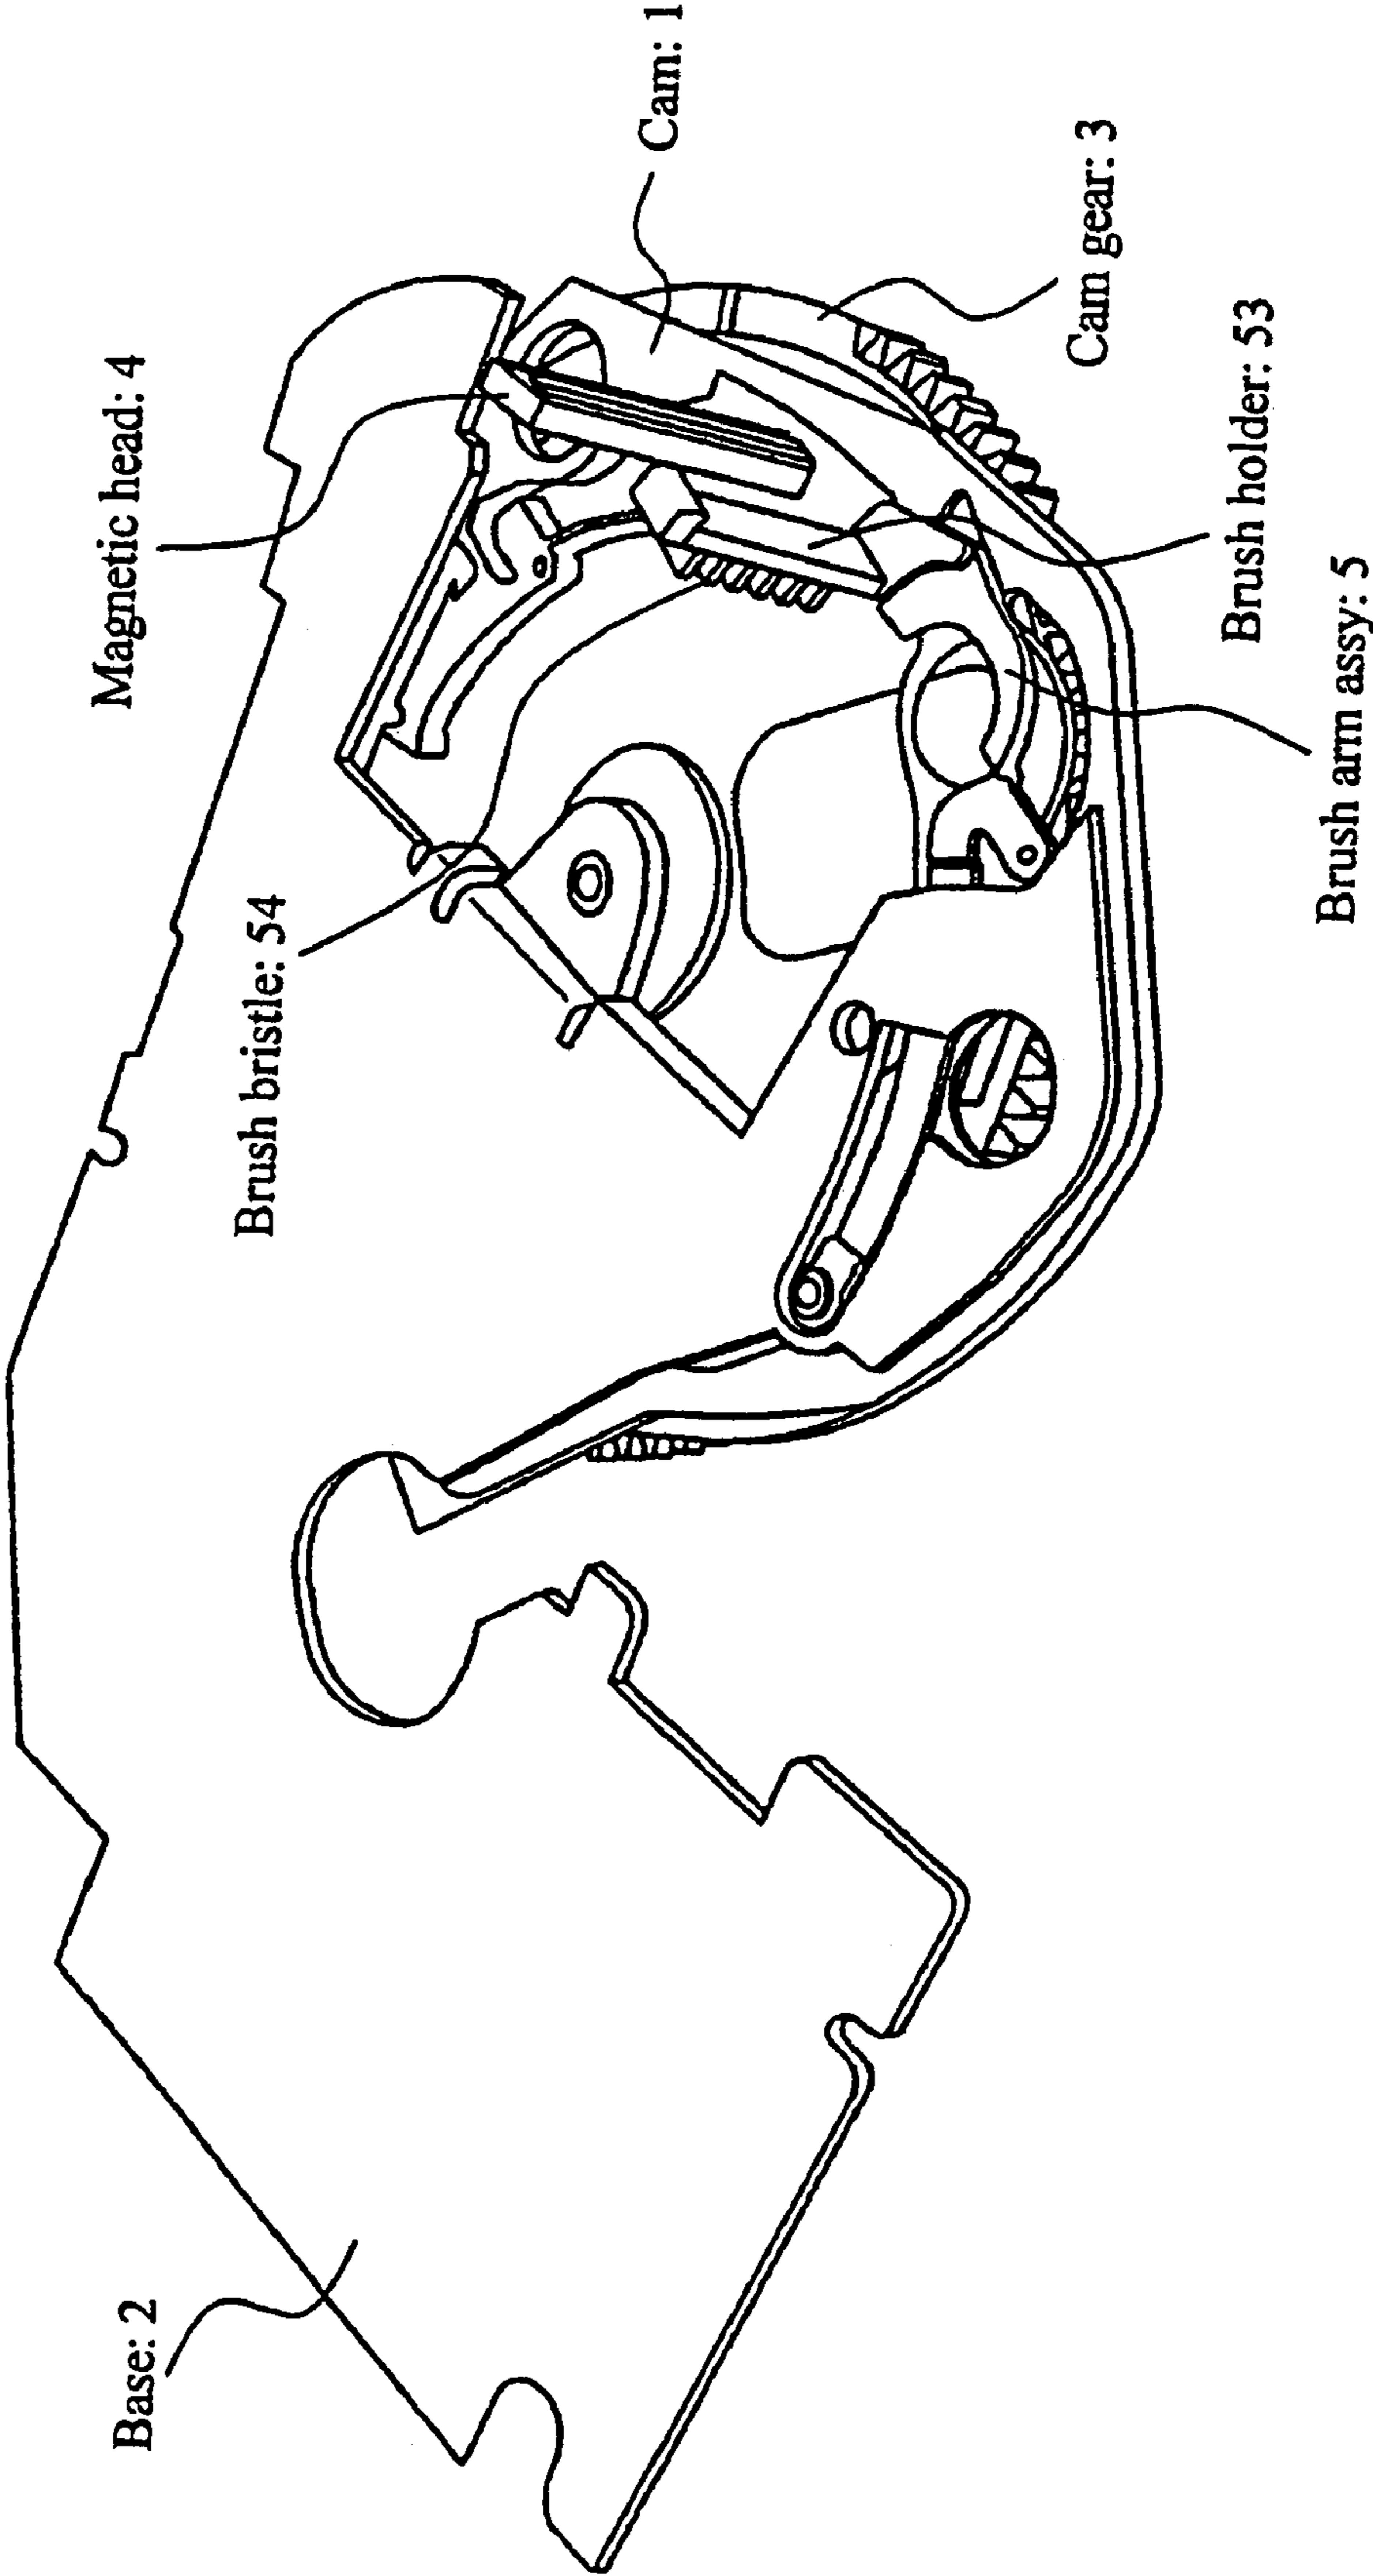 Base: 2
Brush bristle: 54
Magnetic head: 4
Cam: 1
Cam gear: 3
Brush holder: 53
Brush arm assy: 5